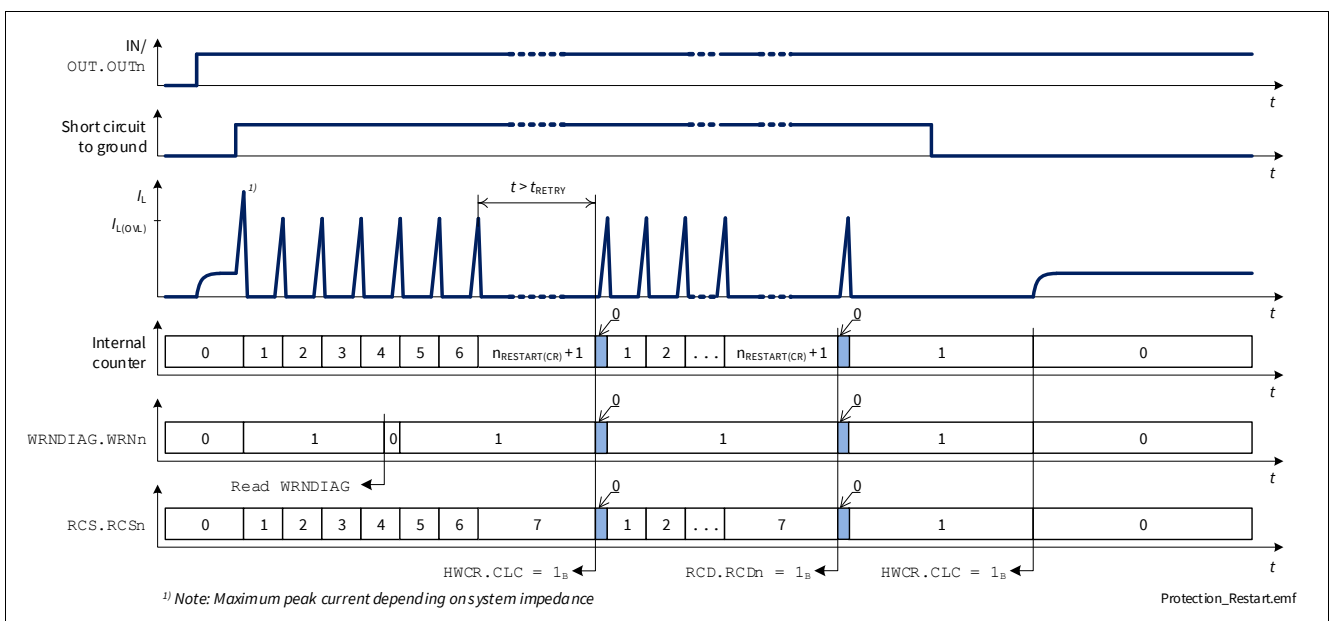 IN/
OUT.OUTn
t
Short circuit
to ground
t
1)
t > tRETRY
IL
IL(OVL)
t
0 0
Internal
counter
0 1 2 3 4 5 6 nRESTART(CR)+1 1 2 ... nRESTART(CR)+1 1 0
t
0 0
WRNDIAG.WRNn
0 1 0 1 1 1 0
t
Read WRNDIAG
0 0
RCS.RCSn
0 1 2 3 4 5 6 7 1 2 ... 7 1 0
t
HWCR.CLC = 1B RCD.RCDn = 1B HWCR.CLC = 1B
1) Note: Maximum peak current depending on system impedance
Protection_Restart.emf